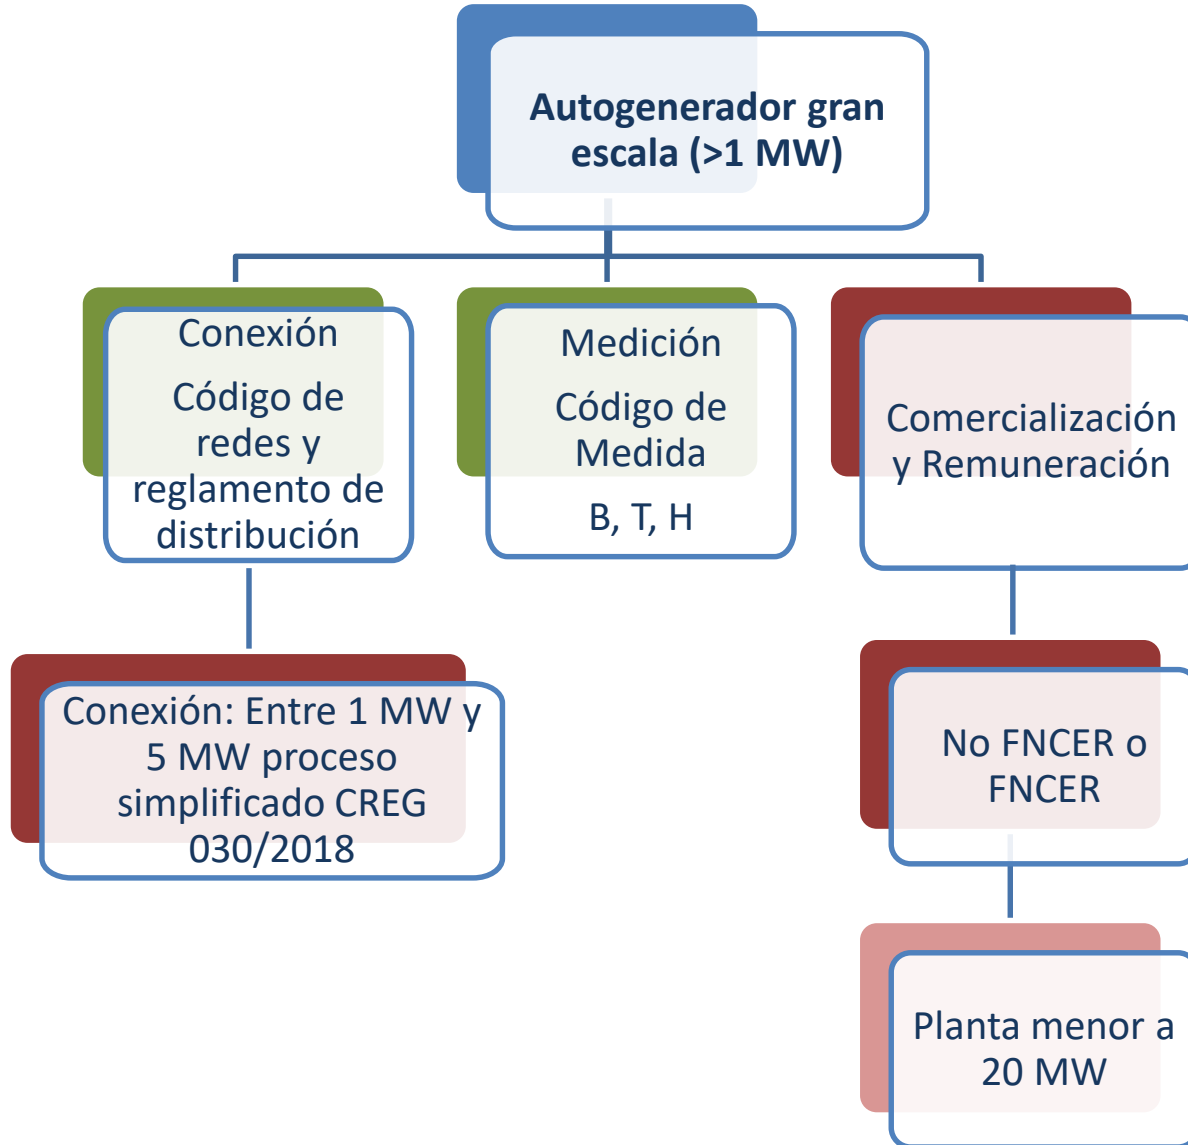 Autogenerador gran
escala (>1 MW)
Conexión
Código de
redes y
reglamento de
distribución
Medición
Código de
Medida
B, T, H
Comercialización
y Remuneración
Conexión: Entre 1 MW y
5 MW proceso
simplificado CREG
030/2018
No FNCER o
FNCER
Planta menor a
20 MW